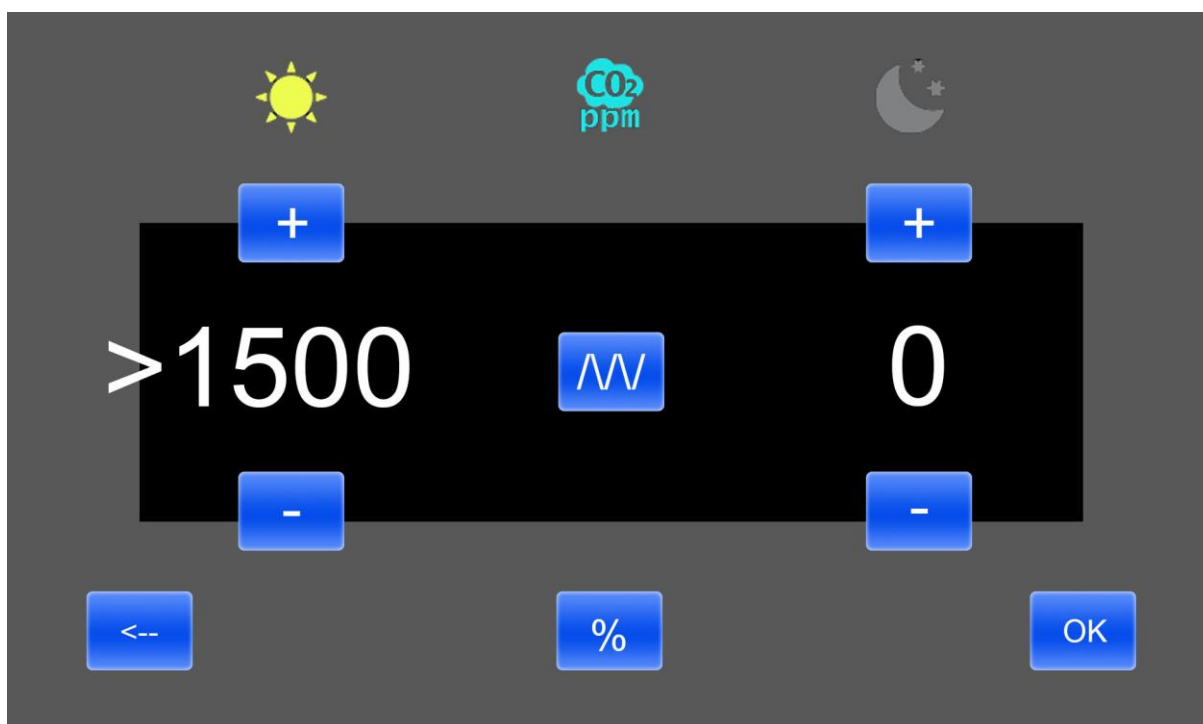 CO2
ppm
+ +
>1500 /\/\/ 0
- -
<-- % OK